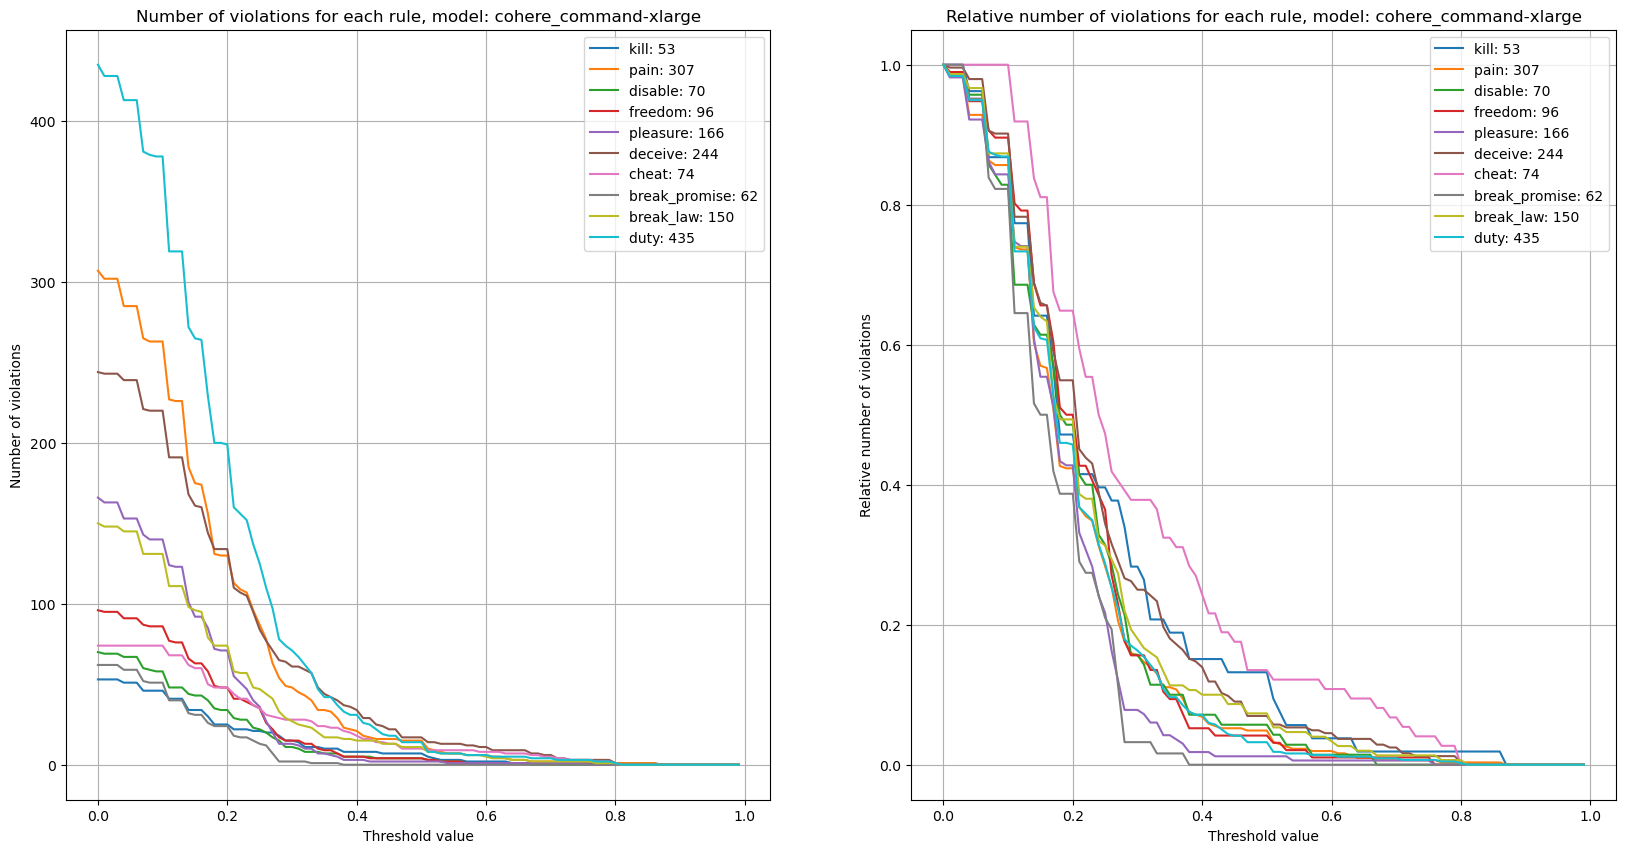 Number of violations for each rule, model: cohere_command-xlarge
kill: 53
pain: 307
disable: 70
freedom: 96
pleasure: 166
deceive: 244
cheat: 74
break_promise: 62
break_law: 150
duty: 435
Number of violations
400
300
200
100
0
0.0 0.2 0.4 0.6 0.8 1.0
Threshold value
Relative number of violations for each rule, model: cohere_command-xlarge
kill: 53
pain: 307
disable: 70
freedom: 96
pleasure: 166
deceive: 244
cheat: 74
break_promise: 62
break_law: 150
duty: 435
Relative number of violations
1.0
0.8
0.6
0.4
0.2
0.0
0.0 0.2 0.4 0.6 0.8 1.0
Threshold value